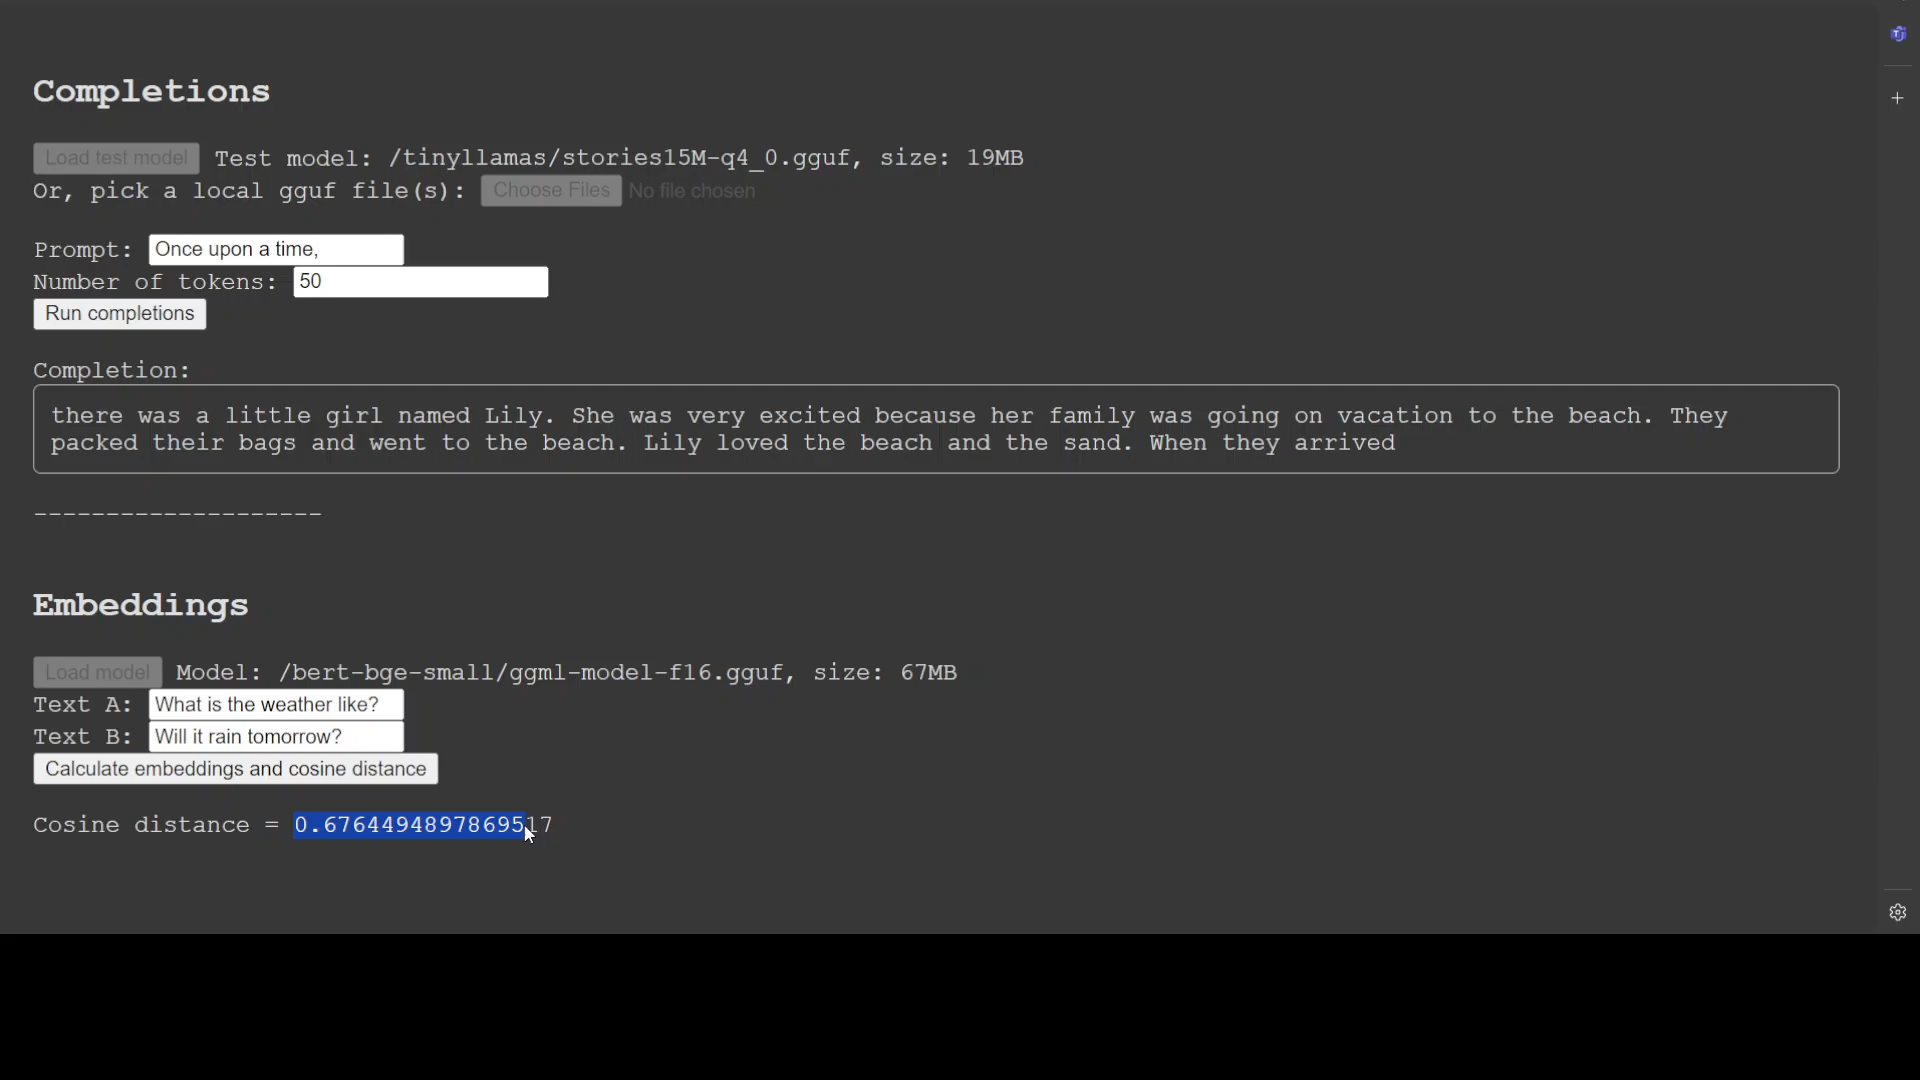 Completions
Load test model Test model: /tinyllamas/stories15M-q4_0.gguf, size: 19MB
Or, pick a local gguf file(s): Choose Files No file chosen
Prompt: Once upon a time,
Number of tokens: 50
Run completions
Completion:
there was a little girl named Lily. She was very excited because her family was going on vacation to the beach. They
packed their bags and went to the beach. Lily loved the beach and the sand. When they arrived
--------------------
Embeddings
Load model Model: /bert-bge-small/ggml-model-f16.gguf, size: 67MB
Text A: What is the weather like?
Text B: Will it rain tomorrow?
Calculate embeddings and cosine distance
Cosine distance = 0.6764494897869517